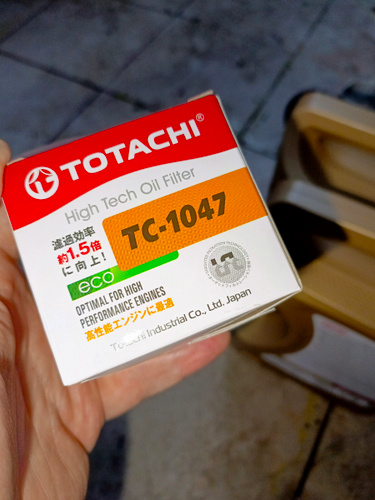 TOTACHI®
High Tech Oil Filter
TC-1047
濾過効率
約1.5倍
に向上!
eco
OPTIMAL FOR HIGH
PERFORMANCE ENGINES
高性能エンジンに最適
Totachi Industrial Co., Ltd. Japan